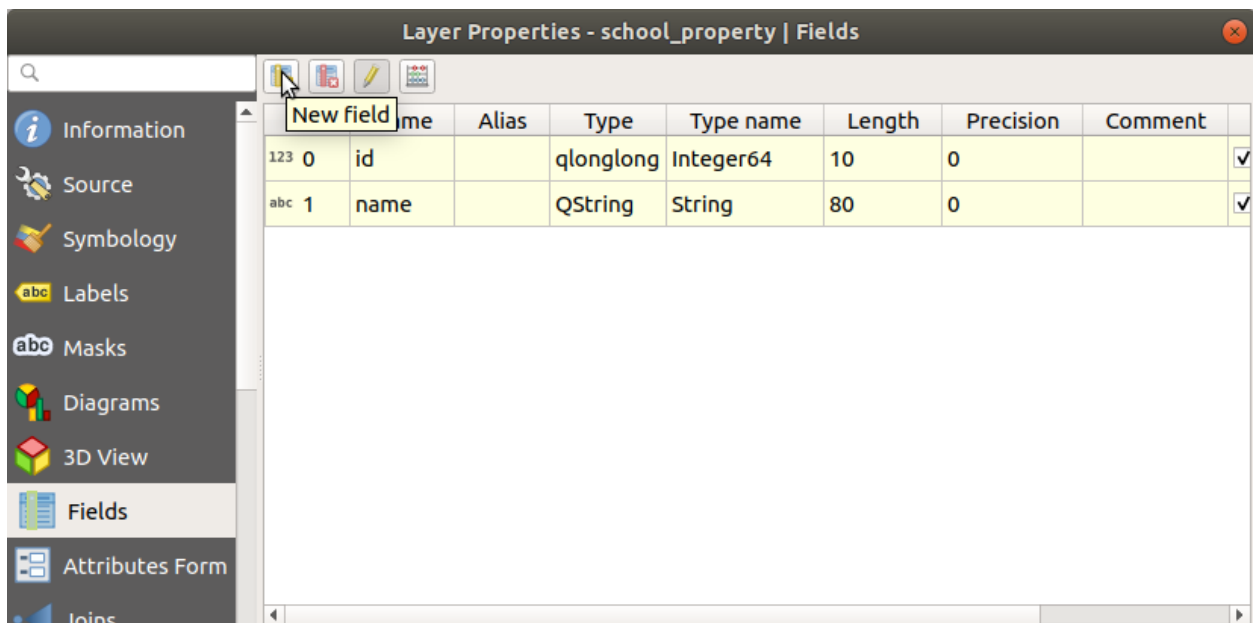 Layer Properties - school_property | Fields
New field
me Alias Type Type name Length Precision Comment
123 0 id qlonglong Integer64 10 0
abc 1 name QString String 80 0
Information
Source
Symbology
abc Labels
abc Masks
Diagrams
3D View
Fields
Attributes Form
Joins